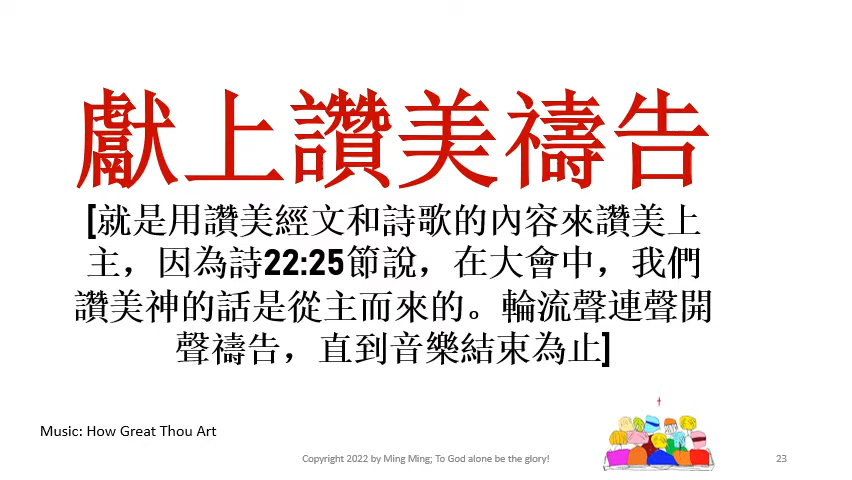 獻上讚美禱告
[就是用讚美經文和詩歌的內容來讚美上
主，因為詩22:25節說，在大會中，我們
讚美神的話是從主而來的。輪流聲連聲開
聲禱告，直到音樂結束為止]
Music: How Great Thou Art
Copyright 2022 by Ming Ming; To God alone be the glory!
23